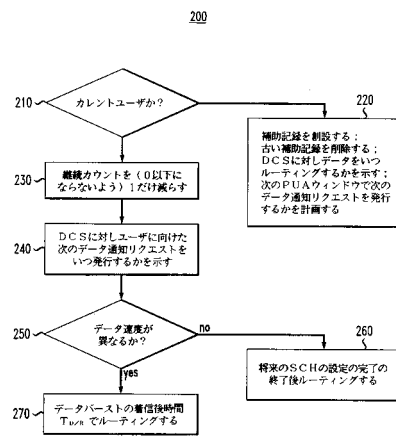 200
210
カレントユーザか?
220
補助記録を創設する;
古い補助記録を削除する;
DCSに対しデータをいつ
ルーティングするかを示す;
次のPUAウィンドウで次の
データ通知リクエストを発行
するかを計画する
230
継続カウントを(0以下に
ならないよう)1だけ減らす
240
DCSに対しユーザに向けた
次のデータ通知リクエストを
いつ発行するかを示す
250
データ速度が
異なるか?
no
yes
260
将来のSCHの設定の完了の
終了後ルーティングする
270
データバーストの着信後時間
TD/Rでルーティングする